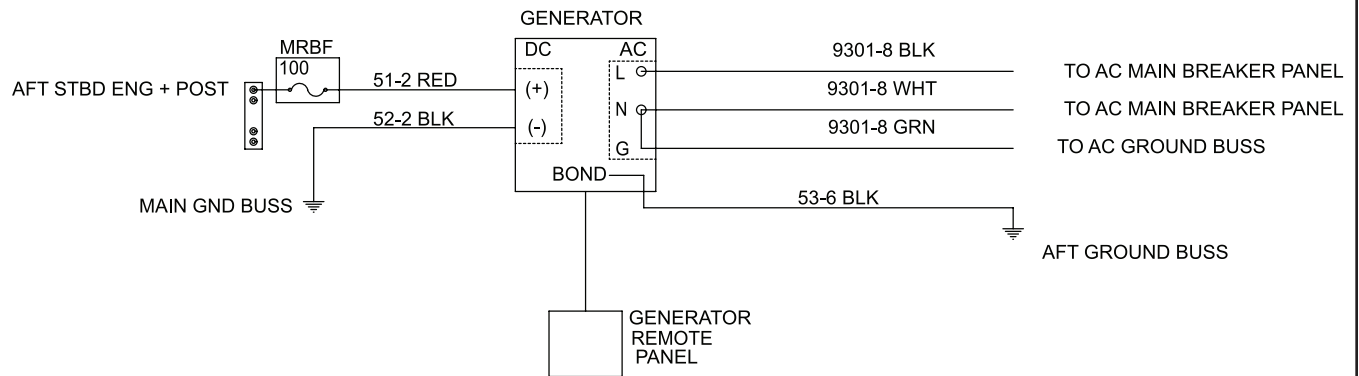 GENERATOR
DC
AC
MRBF
100
9301-8 BLK
L
TO AC MAIN BREAKER PANEL
AFT STBD ENG + POST
51-2 RED
(+)
9301-8 WHT
N
TO AC MAIN BREAKER PANEL
52-2 BLK
(-)
9301-8 GRN
G
TO AC GROUND BUSS
BOND
53-6 BLK
MAIN GND BUSS
AFT GROUND BUSS
GENERATOR
REMOTE
PANEL